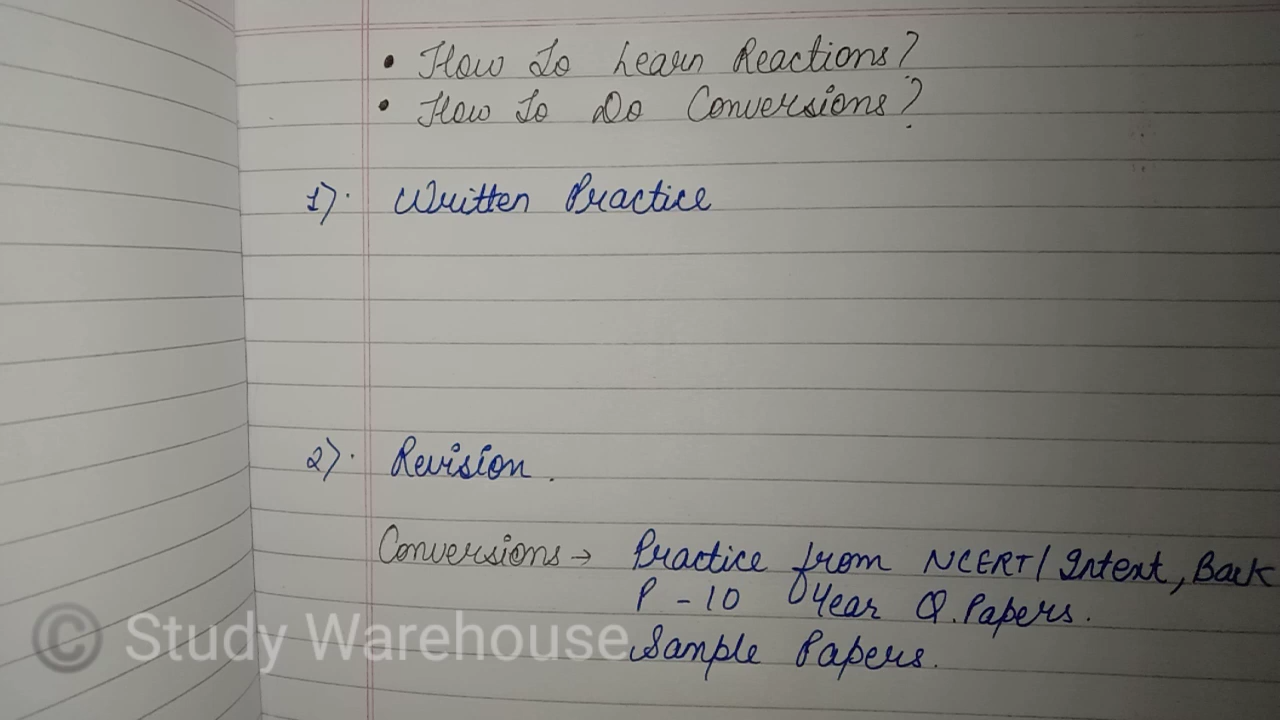 • How To Learn Reactions?
• How To Do Conversions?
1). Written Practice
2). Revision.
Conversions → Practice from NCERT/ Intext, Back
P - 10 Year Q. Papers.
© Study Warehouse
Sample Papers.